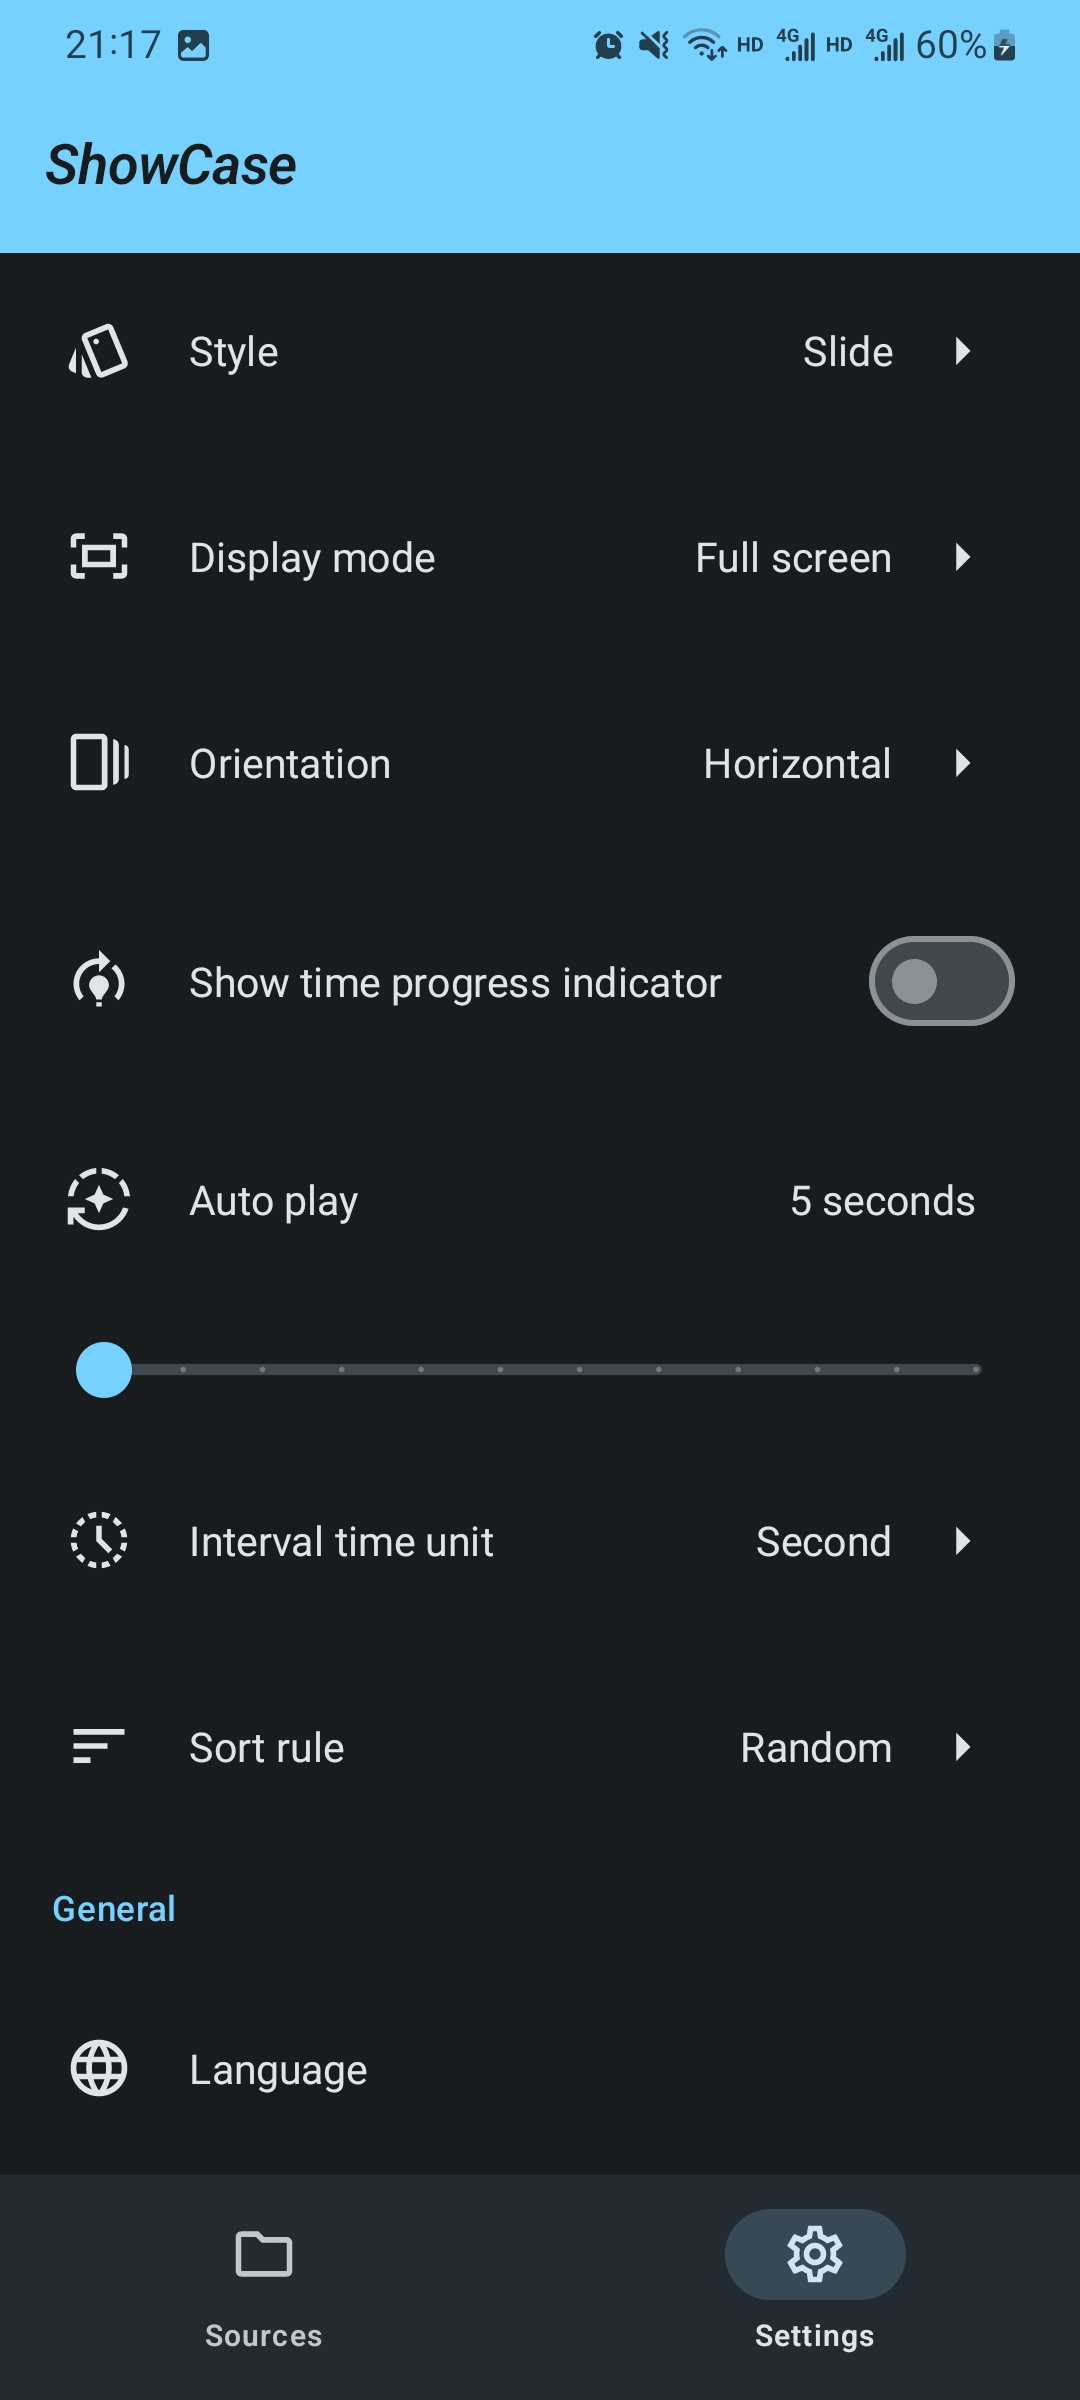 21:17 HD 4G HD 4G 60%
ShowCase
Style Slide
Display mode Full screen
Orientation Horizontal
Show time progress indicator
Auto play 5 seconds
Interval time unit Second
Sort rule Random
General
Language
Sources Settings